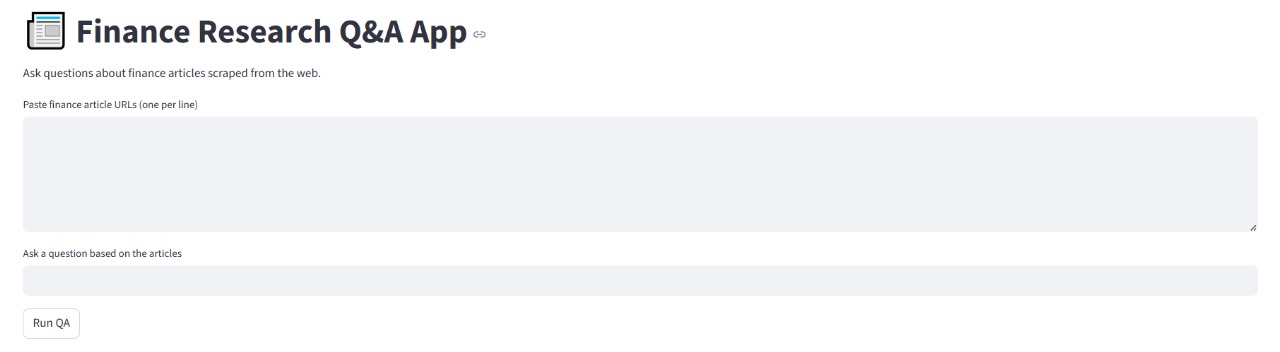 Finance Research Q&A App
Ask questions about finance articles scraped from the web.
Paste finance article URLs (one per line)
Ask a question based on the articles
Run QA